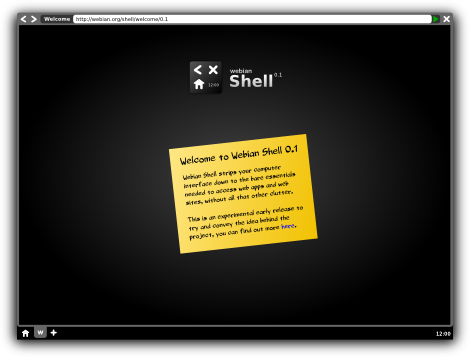 Welcome http://webian.org/shell/welcome/0.1
webian
Shell 0.1
12:00
Welcome to Webian Shell 0.1
Webian Shell strips your computer
interface down to the bare essentials
needed to access web apps and web
sites, without all that other clutter.
This is an experimental early release to
try and convey the idea behind the
project, you can find out more here.
W
12:00